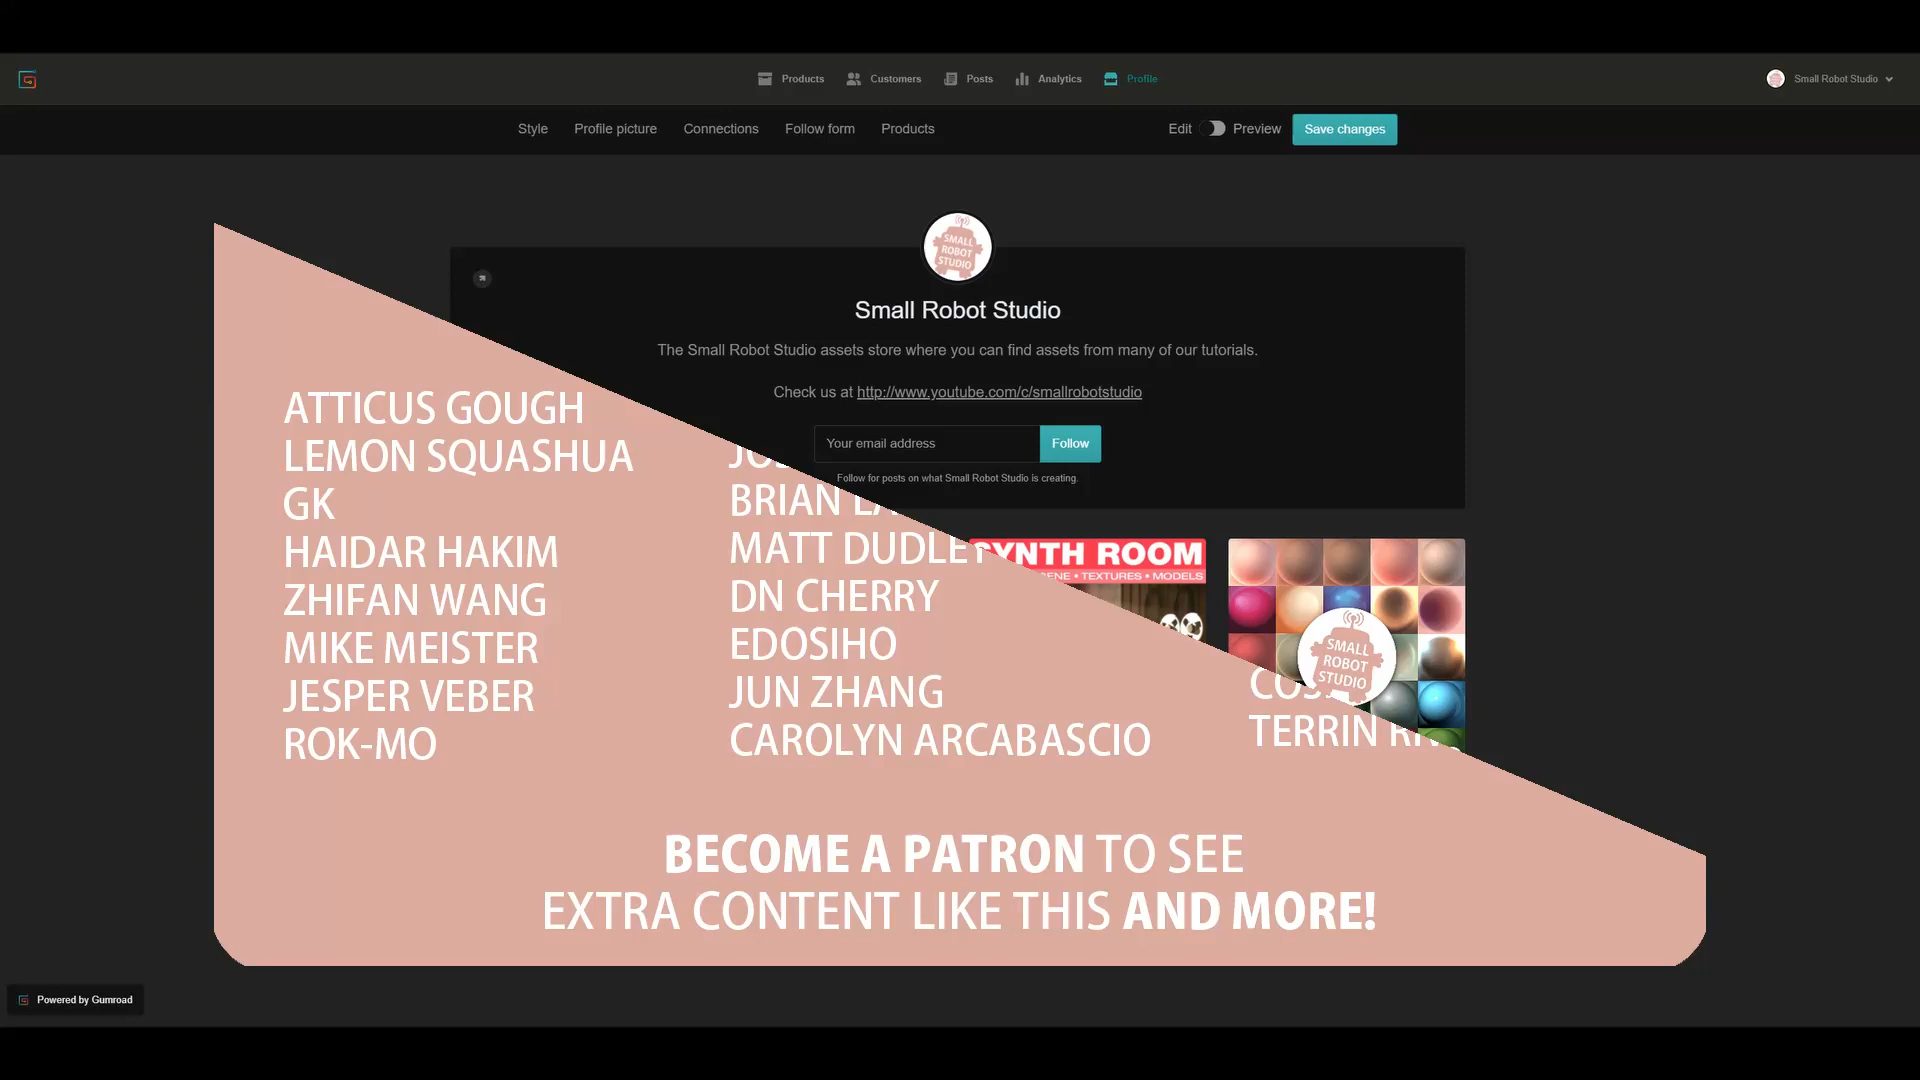 Products Customers Posts Analytics Profile
Small Robot Studio
Style Profile picture Connections Follow form Products
Edit Preview Save changes
SMALL
ROBOT
STUDIO
Small Robot Studio
The Small Robot Studio assets store where you can find assets from many of our tutorials.
Check us at http://www.youtube.com/c/smallrobotstudio
Your email address Follow
Follow for posts on what Small Robot Studio is creating.
ATTICUS GOUGH
LEMON SQUASHUA
GK
HAIDAR HAKIM
ZHIFAN WANG
MIKE MEISTER
JESPER VEBER
ROK-MO
BRIAN
MATT DUDLEY
DN CHERRY
EDOSIHO
JUN ZHANG
CAROLYN ARCABASCIO
SYNTH ROOM
• TEXTURES • MODELS
SMALL
ROBOT
STUDIO
TERRIN
BECOME A PATRON TO SEE
EXTRA CONTENT LIKE THIS AND MORE!
Powered by Gumroad